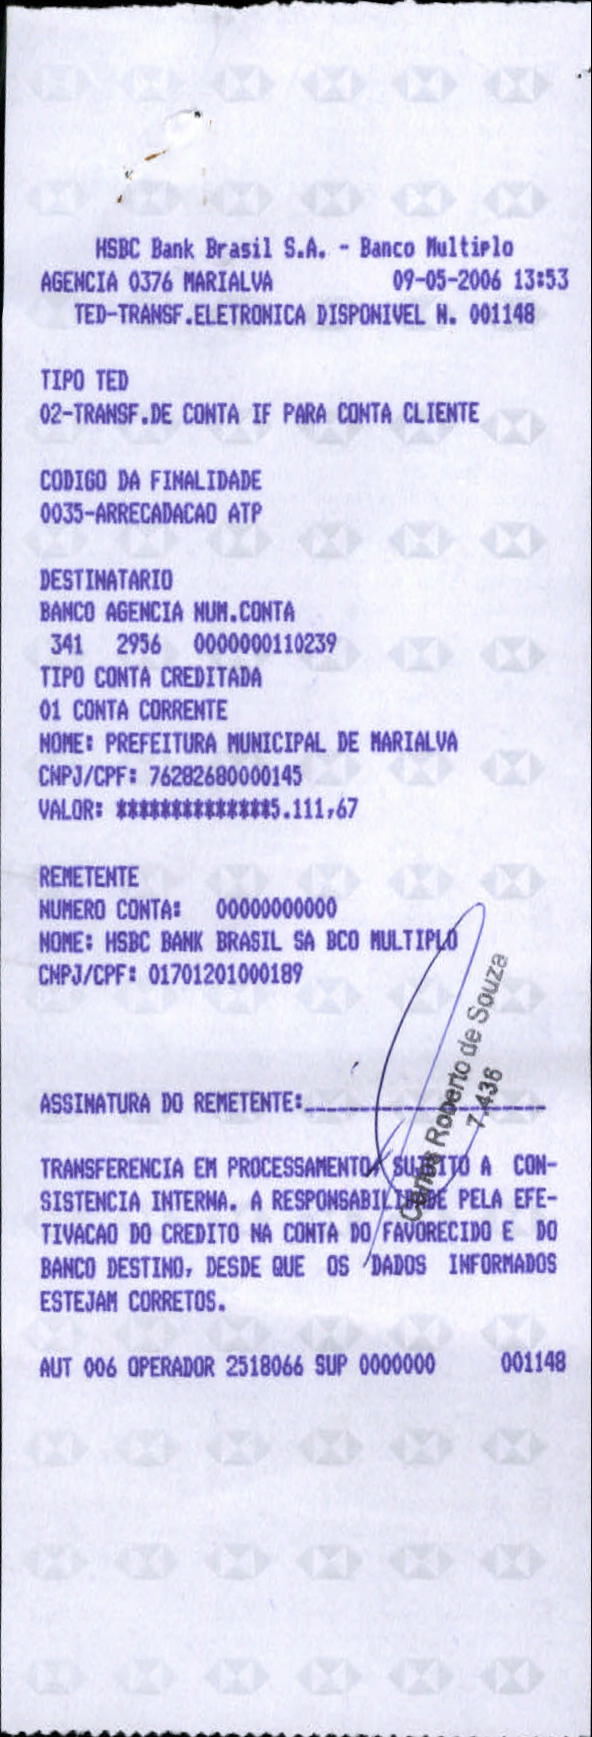 HSBC Bank Brasil S.A. - Banco Multiplo
AGENCIA 0376 MARIALVA 09-05-2006 13:53
TED-TRANSF.ELETRONICA DISPONIVEL N. 001148
TIPO TED
02-TRANSF.DE CONTA IF PARA CONTA CLIENTE
CODIGO DA FINALIDADE
0035-ARRECADACAO ATP
DESTINATARIO
BANCO AGENCIA NUM.CONTA
341 2956 0000000110239
TIPO CONTA CREDITADA
01 CONTA CORRENTE
NOME: PREFEITURA MUNICIPAL DE MARIALVA
CNPJ/CPF: 76282680000145
VALOR: **************5.111,67
REMETENTE
NUMERO CONTA: 00000000000
NOME: HSBC BANK BRASIL SA BCO MULTIPLO
CNPJ/CPF: 01701201000189
ASSINATURA DO REMETENTE:______________________
Carlos Roberto de Souza
7.436
TRANSFERENCIA EM PROCESSAMENTO, SUJEITO A CON-
SISTENCIA INTERNA. A RESPONSABILIDADE PELA EFE-
TIVACAO DO CREDITO NA CONTA DO FAVORECIDO E DO
BANCO DESTINO, DESDE QUE OS DADOS INFORMADOS
ESTEJAM CORRETOS.
AUT 006 OPERADOR 2518066 SUP 0000000 001148